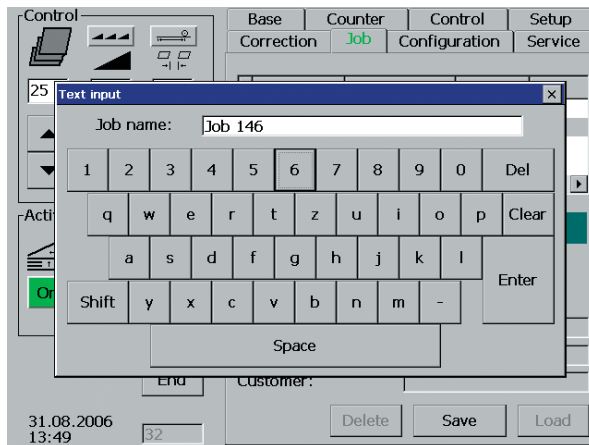 Control
Base Counter Control Setup
Correction Job Configuration Service
25
Text input
Job name: Job 146
1 2 3 4 5 6 7 8 9 0 Del
q w e r t z u i o p Clear
a s d f g h j k l Enter
Shift y x c v b n m -
Space
End
Customer:
Delete Save Load
31.08.2006
13:49
32